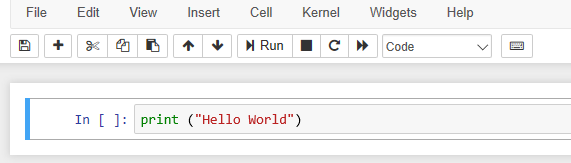 File Edit View Insert Cell Kernel Widgets Help
Run Code
In [ ]: print ("Hello World")